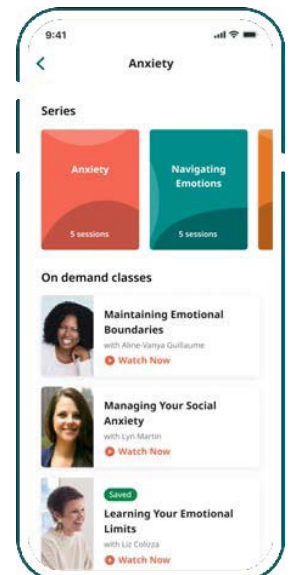 9:41
Anxiety
Series
Anxiety
5 sessions
Navigating
Emotions
5 sessions
On demand classes
Maintaining Emotional
Boundaries
with Aline-Vanya Guillaume
Watch Now
Managing Your Social
Anxiety
with Lyn Martin
Watch Now
Saved
Learning Your Emotional
Limits
with Liz Colizza
Watch Now